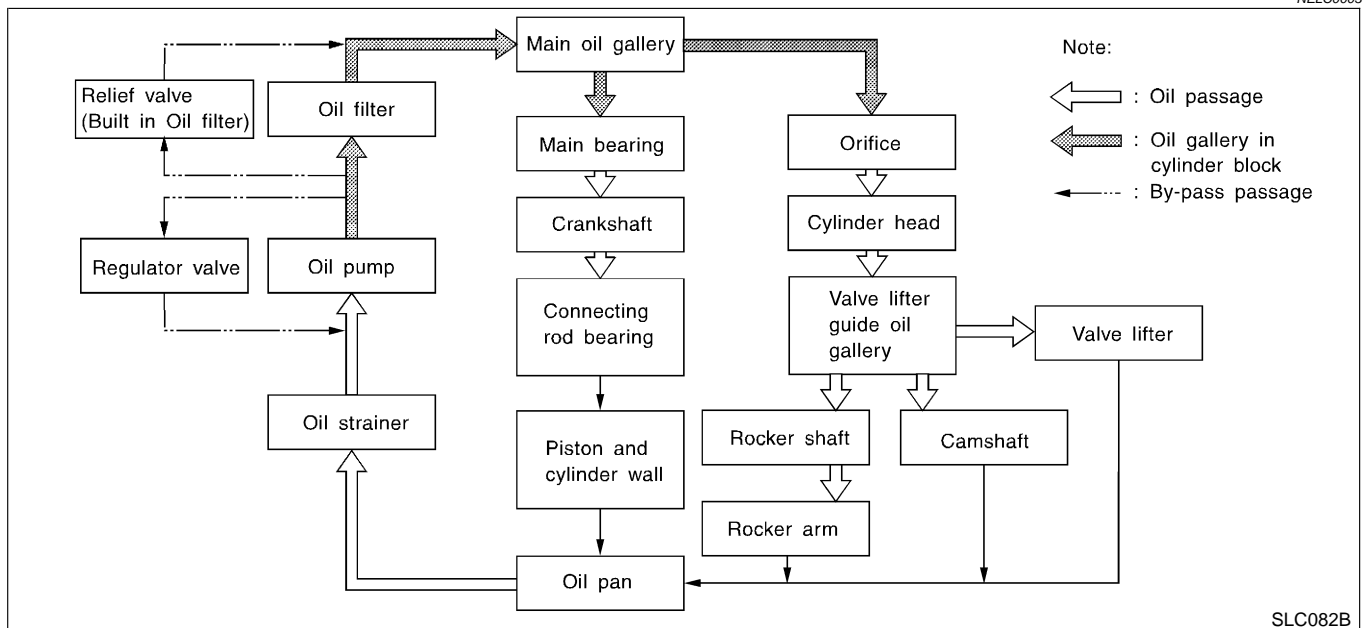 Main oil gallery
Note:
Relief valve
(Built in Oil filter)
Oil filter
: Oil passage
Main bearing
Orifice
: Oil gallery in
cylinder block
: By-pass passage
Crankshaft
Cylinder head
Regulator valve
Oil pump
Connecting
rod bearing
Valve lifter
guide oil
gallery
Valve lifter
Oil strainer
Piston and
cylinder wall
Rocker shaft
Camshaft
Rocker arm
Oil pan
SLC082B